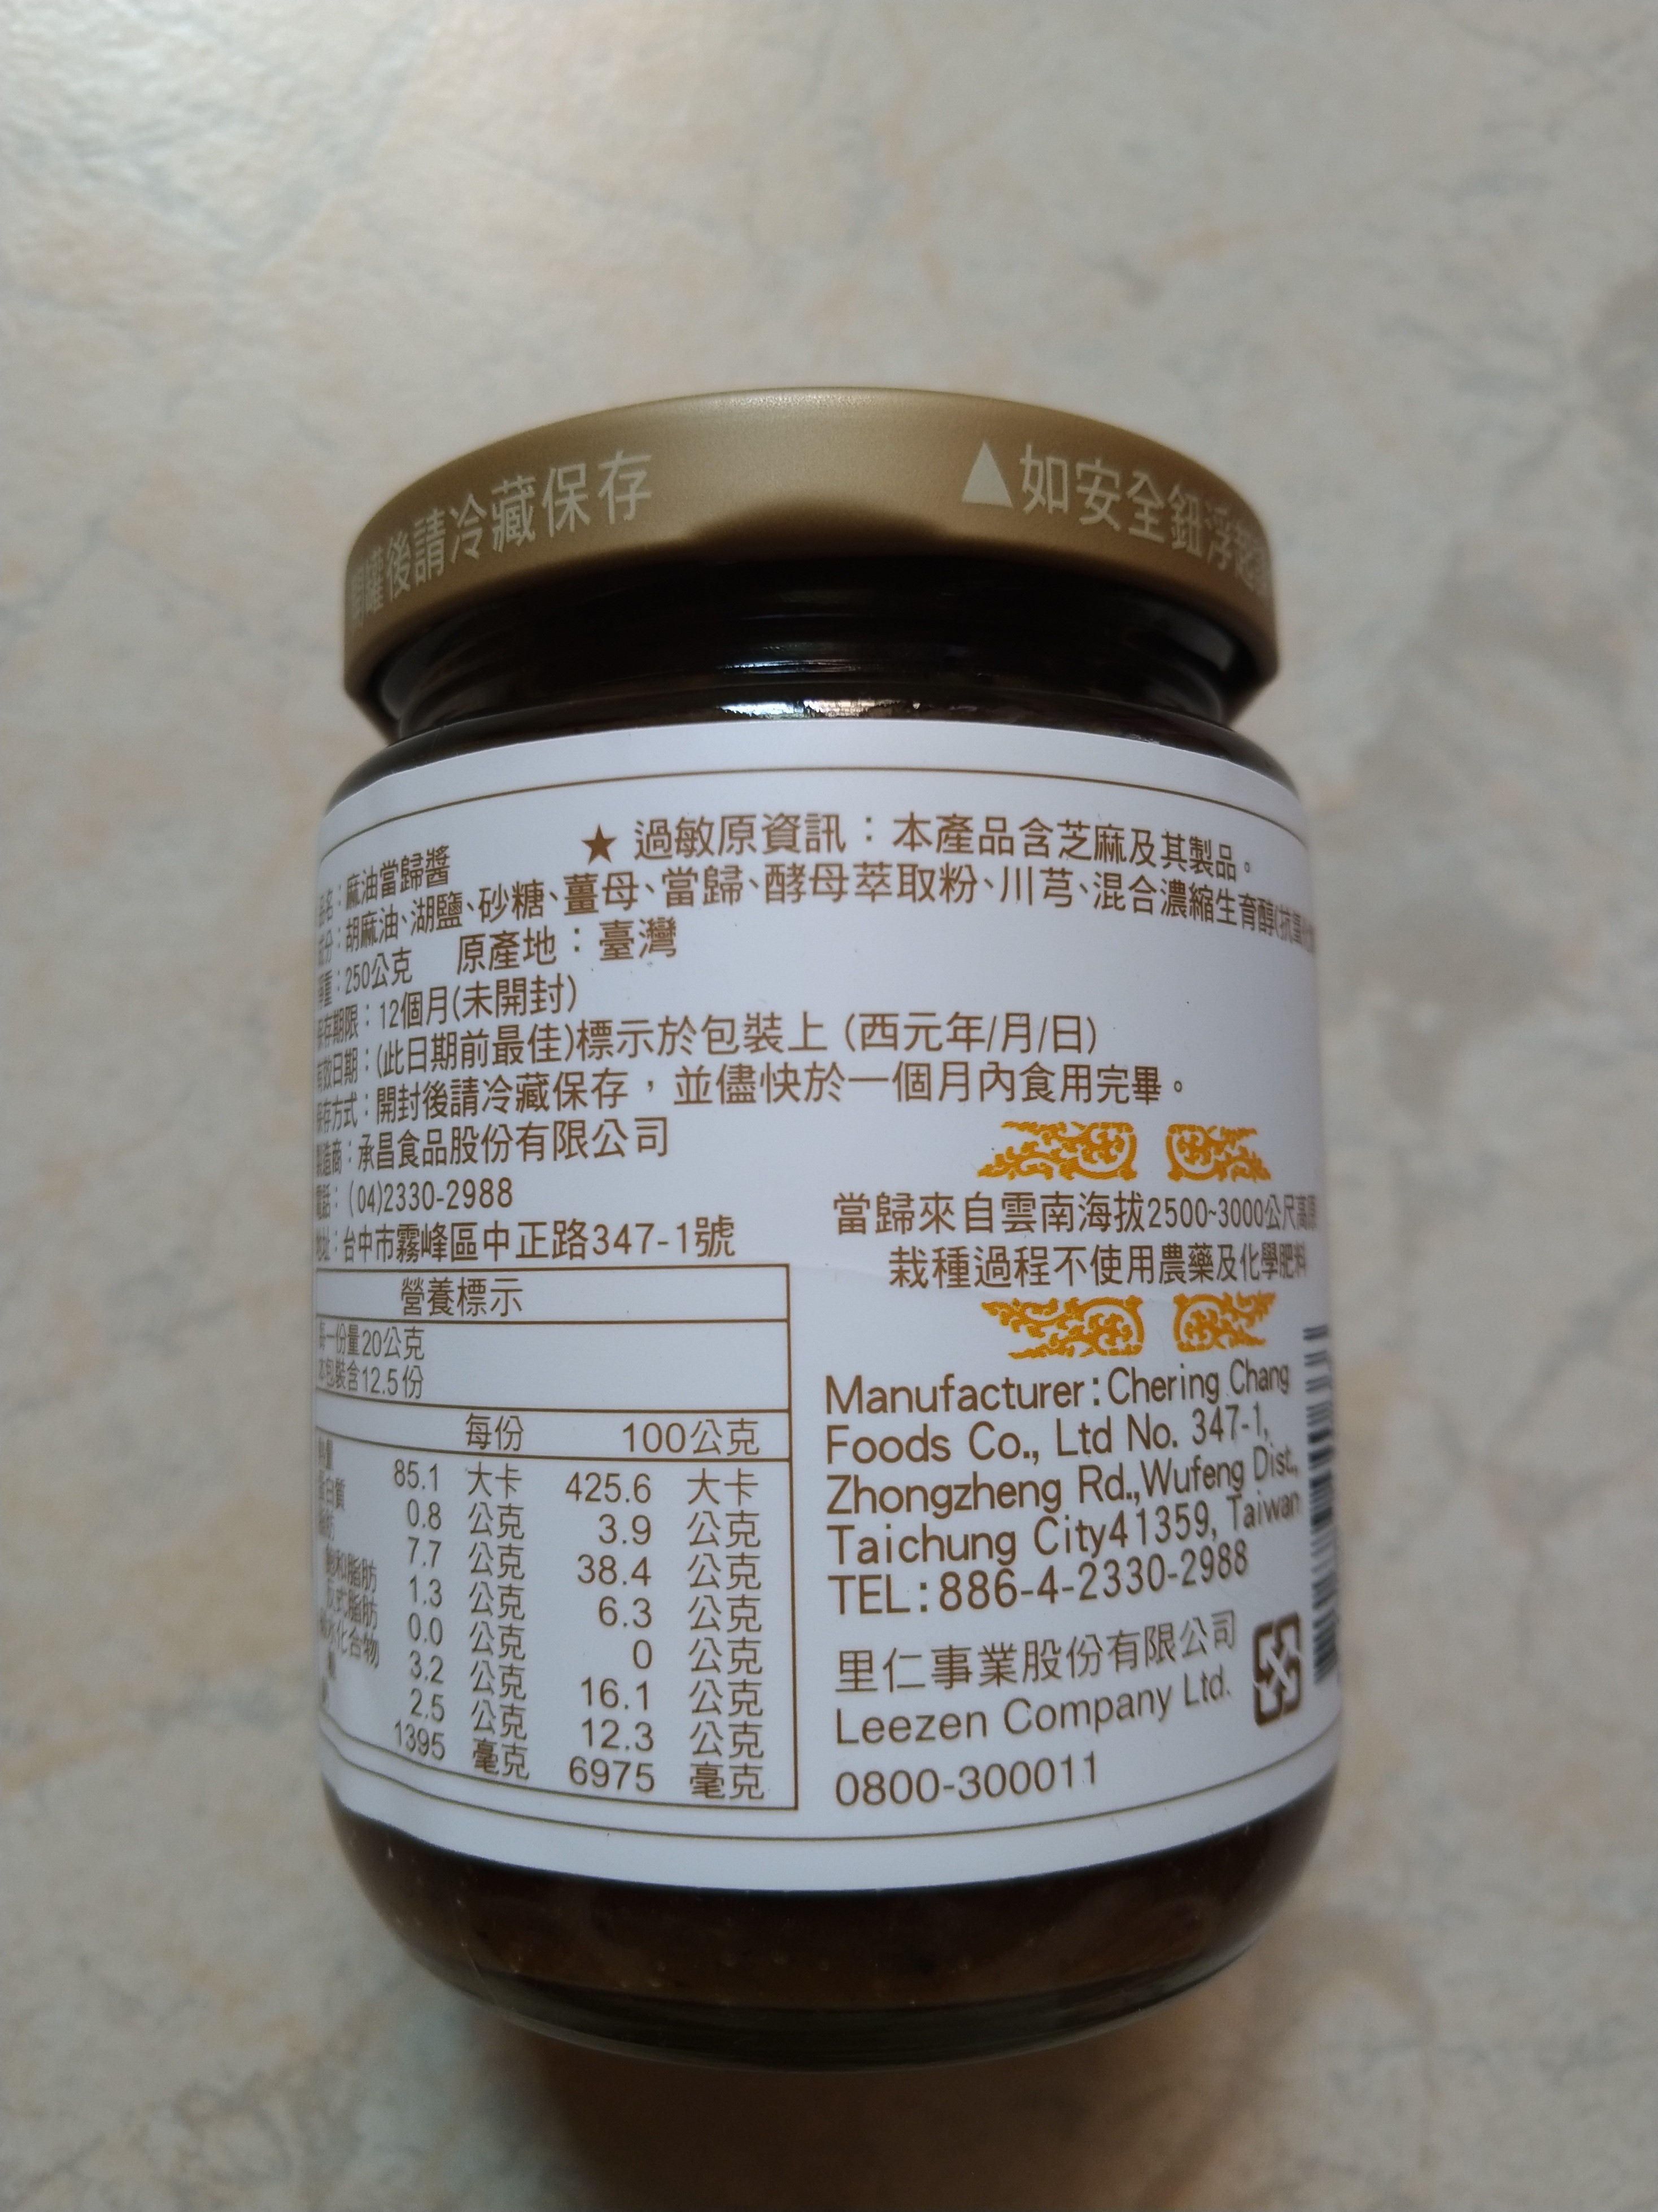 罐後請冷藏保存
▲如安全鈕浮起
★ 過敏原資訊：本產品含芝麻及其製品。
品名：麻油當歸醬
成分：胡麻油、湖鹽、砂糖、薑母、當歸、酵母萃取粉、川芎、混合濃縮生育醇(抗
淨重：250公克 原產地：臺灣
保存期限：12個月(未開封)
有效日期：(此日期前最佳)標示於包裝上 (西元年/月/日)
保存方式：開封後請冷藏保存，並儘快於一個月內食用完畢。
製造商：承昌食品股份有限公司
電話：(04)2330-2988
地址：台中市霧峰區中正路347-1號
營養標示
每一份量20公克
本包裝含12.5份
每份 100公克
熱量 85.1 大卡 425.6 大卡
蛋白質 0.8 公克 3.9 公克
脂肪 7.7 公克 38.4 公克
飽和脂肪 1.3 公克 6.3 公克
反式脂肪 0.0 公克 0 公克
碳水化合物 3.2 公克 16.1 公克
2.5 公克 12.3 公克
1395 毫克 6975 毫克
當歸來自雲南海拔2500~3000公尺高原
栽種過程不使用農藥及化學肥料
Manufacturer：Chering Chang
Foods Co., Ltd No. 347-1,
Zhongzheng Rd.,Wufeng Dist.,
Taichung City41359, Taiwan
TEL：886-4-2330-2988
里仁事業股份有限公司
Leezen Company Ltd.
0800-300011